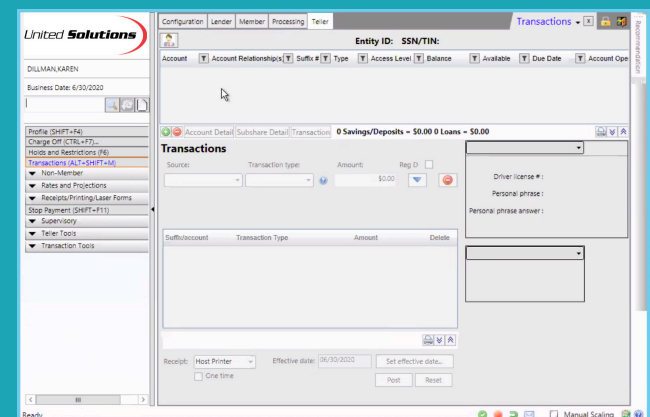 United Solutions
DILLMAN,KAREN
Business Date: 6/30/2020
Profile (SHIFT+F4)
Charge Off (CTRL+F7)...
Holds and Restrictions (F6)
Transactions (ALT+SHIFT+M)
Non-Member
Rates and Projections
Receipts/Printing/Laser Forms
Stop Payment (SHIFT+F11)
Supervisory
Teller Tools
Transaction Tools
Configuration Lender Member Processing Teller
Transactions
Recommendation
Entity ID: SSN/TIN:
Account Account Relationship(s Suffix # Type Access Level Balance Available Due Date Account Ope
Account Detail Subshare Detail Transaction 0 Savings/Deposits = $0.00 0 Loans = $0.00
Transactions
Source: Transaction type: Amount: Reg D
$0.00
Driver license # :
Personal phrase :
Personal phrase answer :
Suffix/account Transaction Type Amount Delete
Receipt: Host Printer Effective date: 06/30/2020 Set effective date...
One time
Post Reset
Ready
Manual Scaling